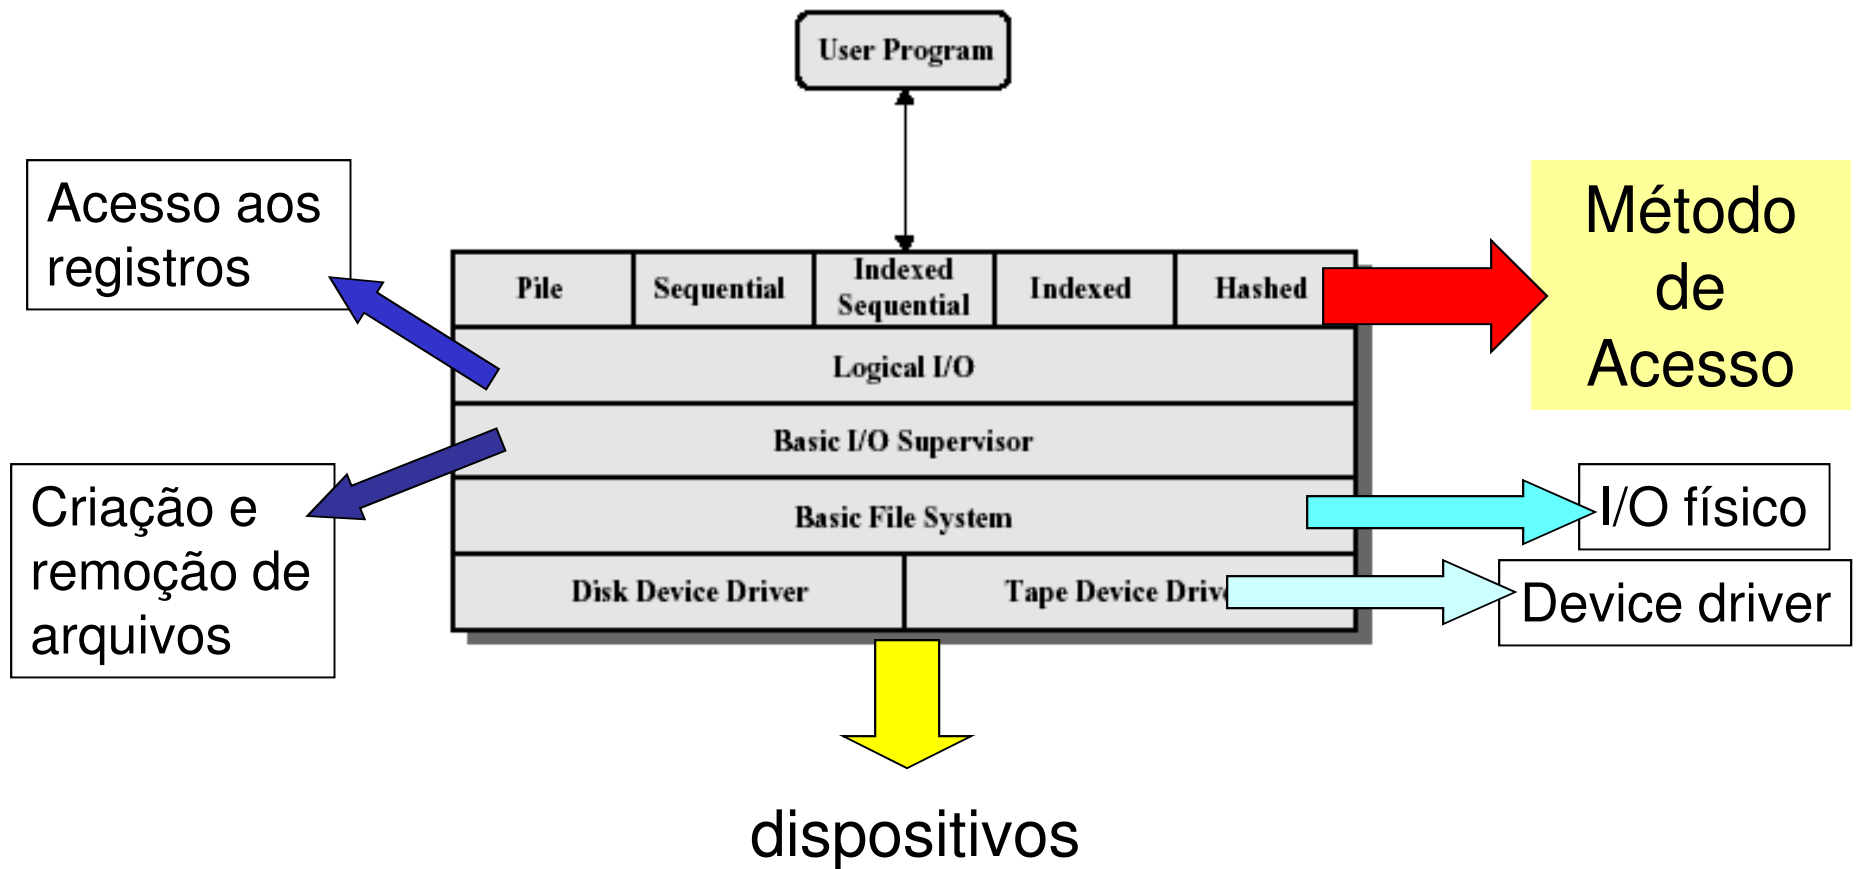 User Program
Acesso aos
registros
Método
de
Acesso
Pile
Sequential
Indexed
Sequential
Indexed
Hashed
Logical I/O
Basic I/O Supervisor
Criação e
remoção de
arquivos
Basic File System
I/O físico
Disk Device Driver
Tape Device
Device driver
dispositivos